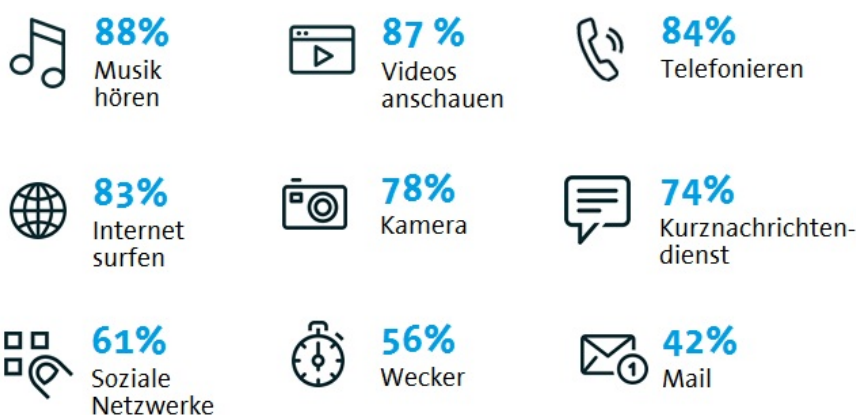 88%
Musik
hören
87 %
Videos
anschauen
84%
Telefonieren
83%
Internet
surfen
78%
Kamera
74%
Kurznachrichten-
dienst
61%
Soziale
Netzwerke
56%
Wecker
42%
1
Mail